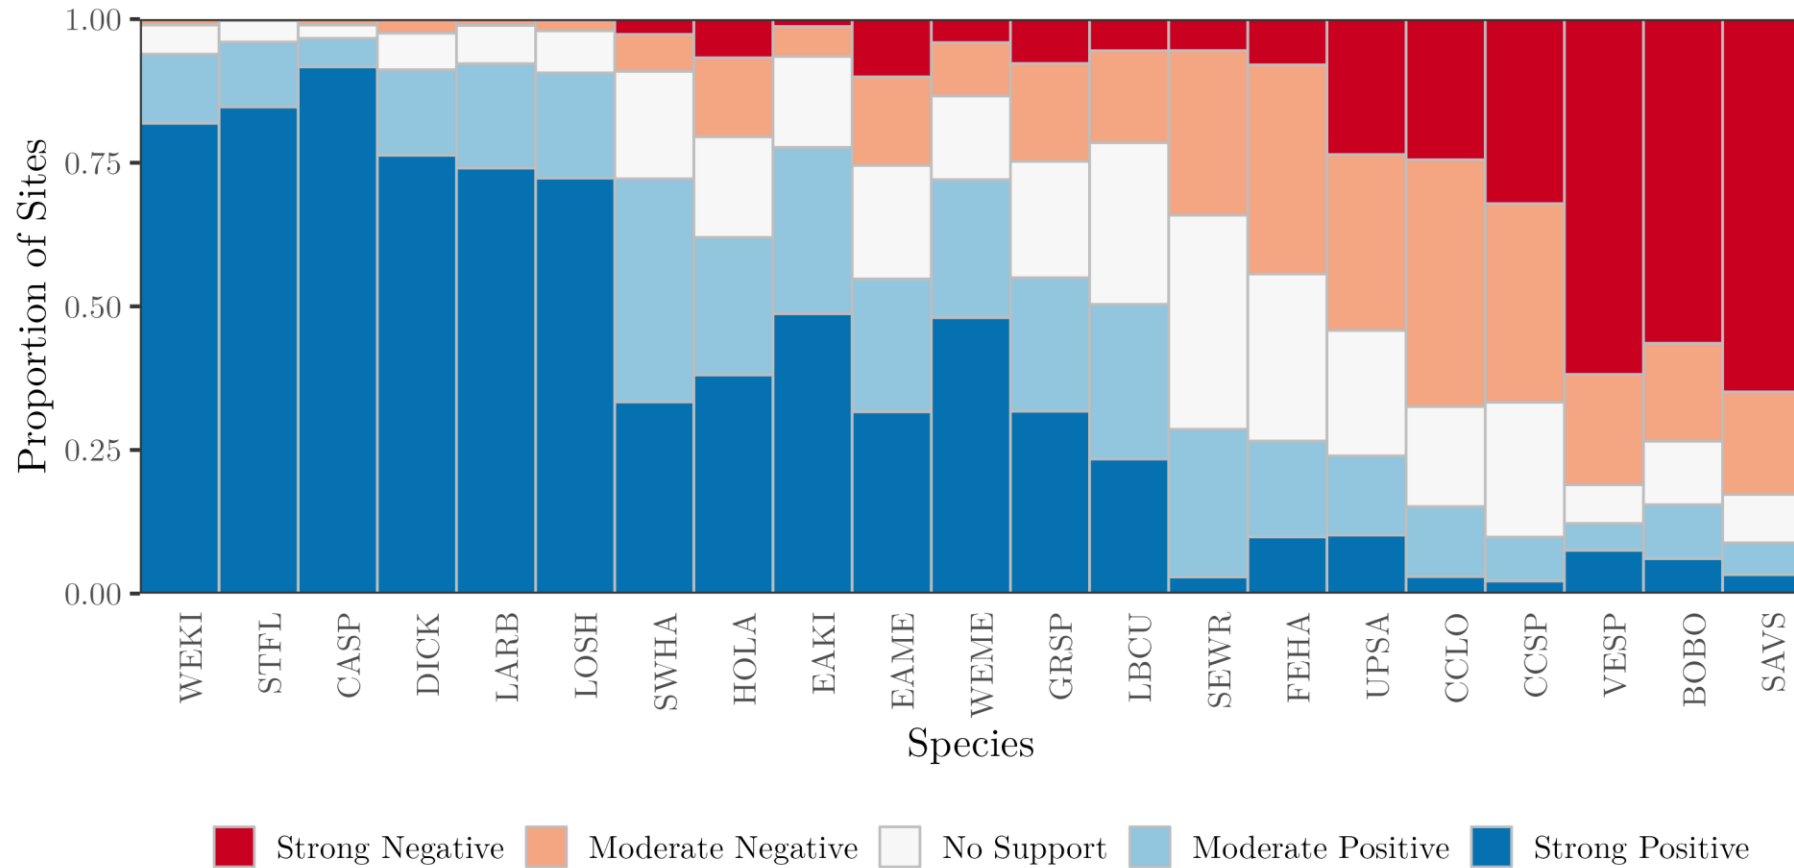 1.00
0.75
0.50
0.25
0.00
Proportion of Sites
WEKI
STFL
CASP
DICK
LARB
LOSH
SWHA
HOLA
EAKI
EAME
WEME
GRSP
LBCU
SEWR
FEHA
UPSA
CCLO
CCSP
VESP
BOBO
SAVS
Species
Strong Negative Moderate Negative No Support Moderate Positive Strong Positive